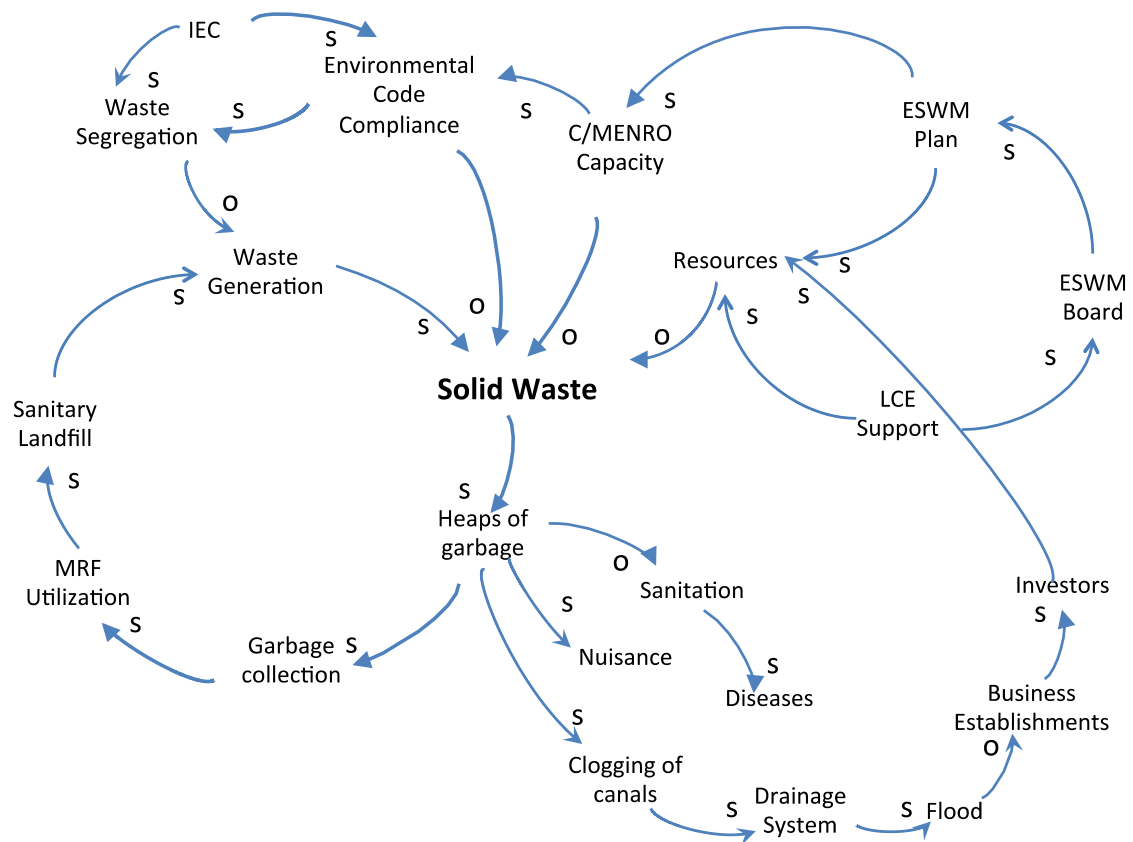 IEC
S
Environmental
Code
Compliance
S
Waste
Segregation
S
S
C/MENRO
Capacity
S
ESWM
Plan
S
O
Waste
Generation
S
Resources
S
S
ESWM
Board
S
O
S
O
O
S
S
Solid Waste
LCE
Support
Sanitary
Landfill
S
S
Heaps of
garbage
O
Sanitation
MRF
Utilization
S
S
Investors
S
Garbage
collection
S
Nuisance
S
Diseases
Business
Establishments
S
O
Clogging of
canals
S
Drainage
System
S
Flood